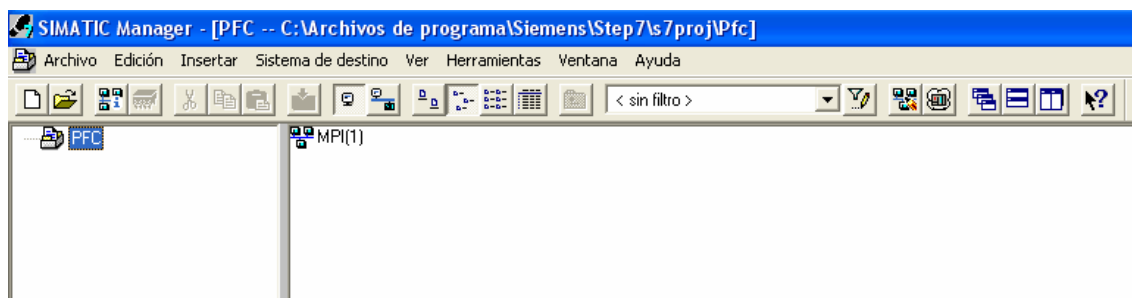 SIMATIC Manager - [PFC -- C:\Archivos de programa\Siemens\Step7\s7proj\Pfc]
Archivo Edición Insertar Sistema de destino Ver Herramientas Ventana Ayuda
< sin filtro >
PFC MPI(1)